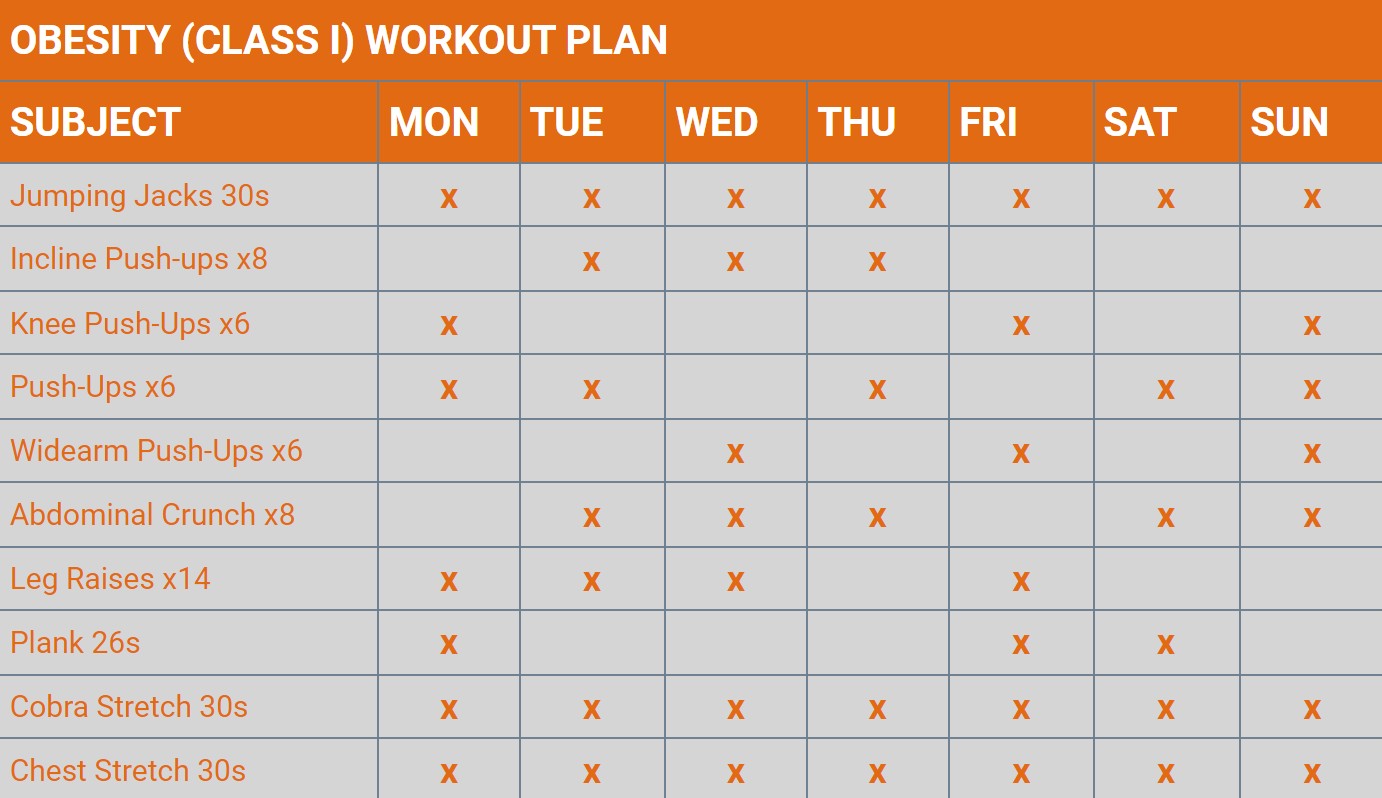 OBESITY (CLASS I) WORKOUT PLAN
SUBJECT MON TUE WED THU FRI SAT SUN
Jumping Jacks 30s x x x x x x x
Incline Push-ups x8 x x x
Knee Push-Ups x6 x x x
Push-Ups x6 x x x x x
Widearm Push-Ups x6 x x x
Abdominal Crunch x8 x x x x x
Leg Raises x14 x x x x
Plank 26s x x x
Cobra Stretch 30s x x x x x x x
Chest Stretch 30s x x x x x x x